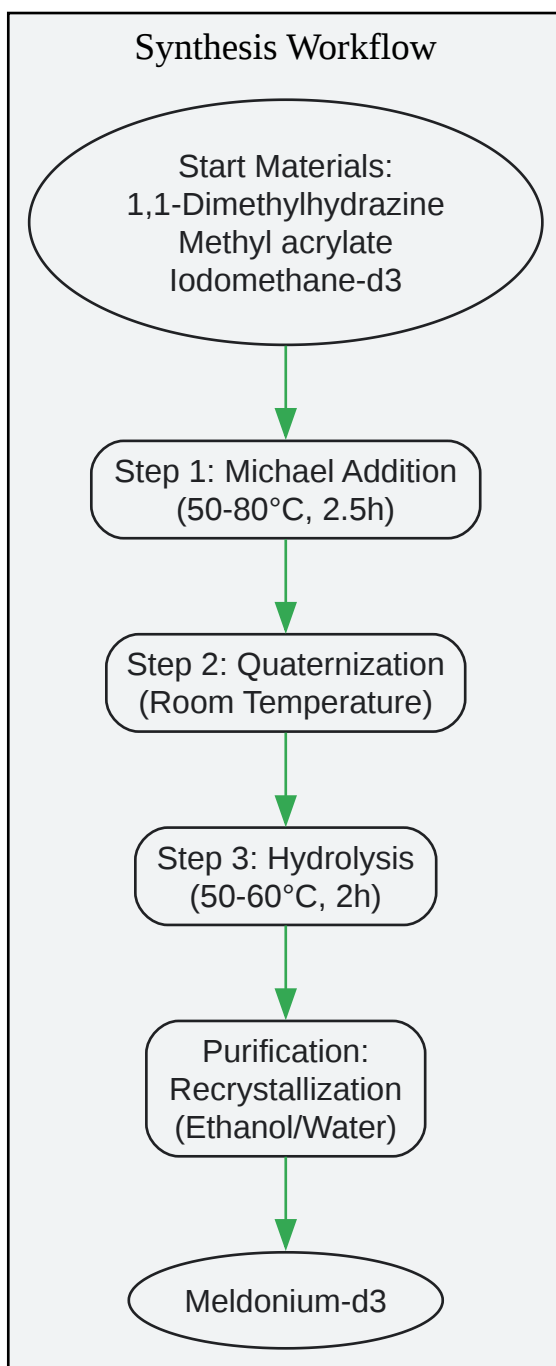 Synthesis Workflow
Start Materials:
1,1-Dimethylhydrazine
Methyl acrylate
Iodomethane-d3
Step 1: Michael Addition
(50-80°C, 2.5h)
Step 2: Quaternization
(Room Temperature)
Step 3: Hydrolysis
(50-60°C, 2h)
Purification:
Recrystallization
(Ethanol/Water)
Meldonium-d3